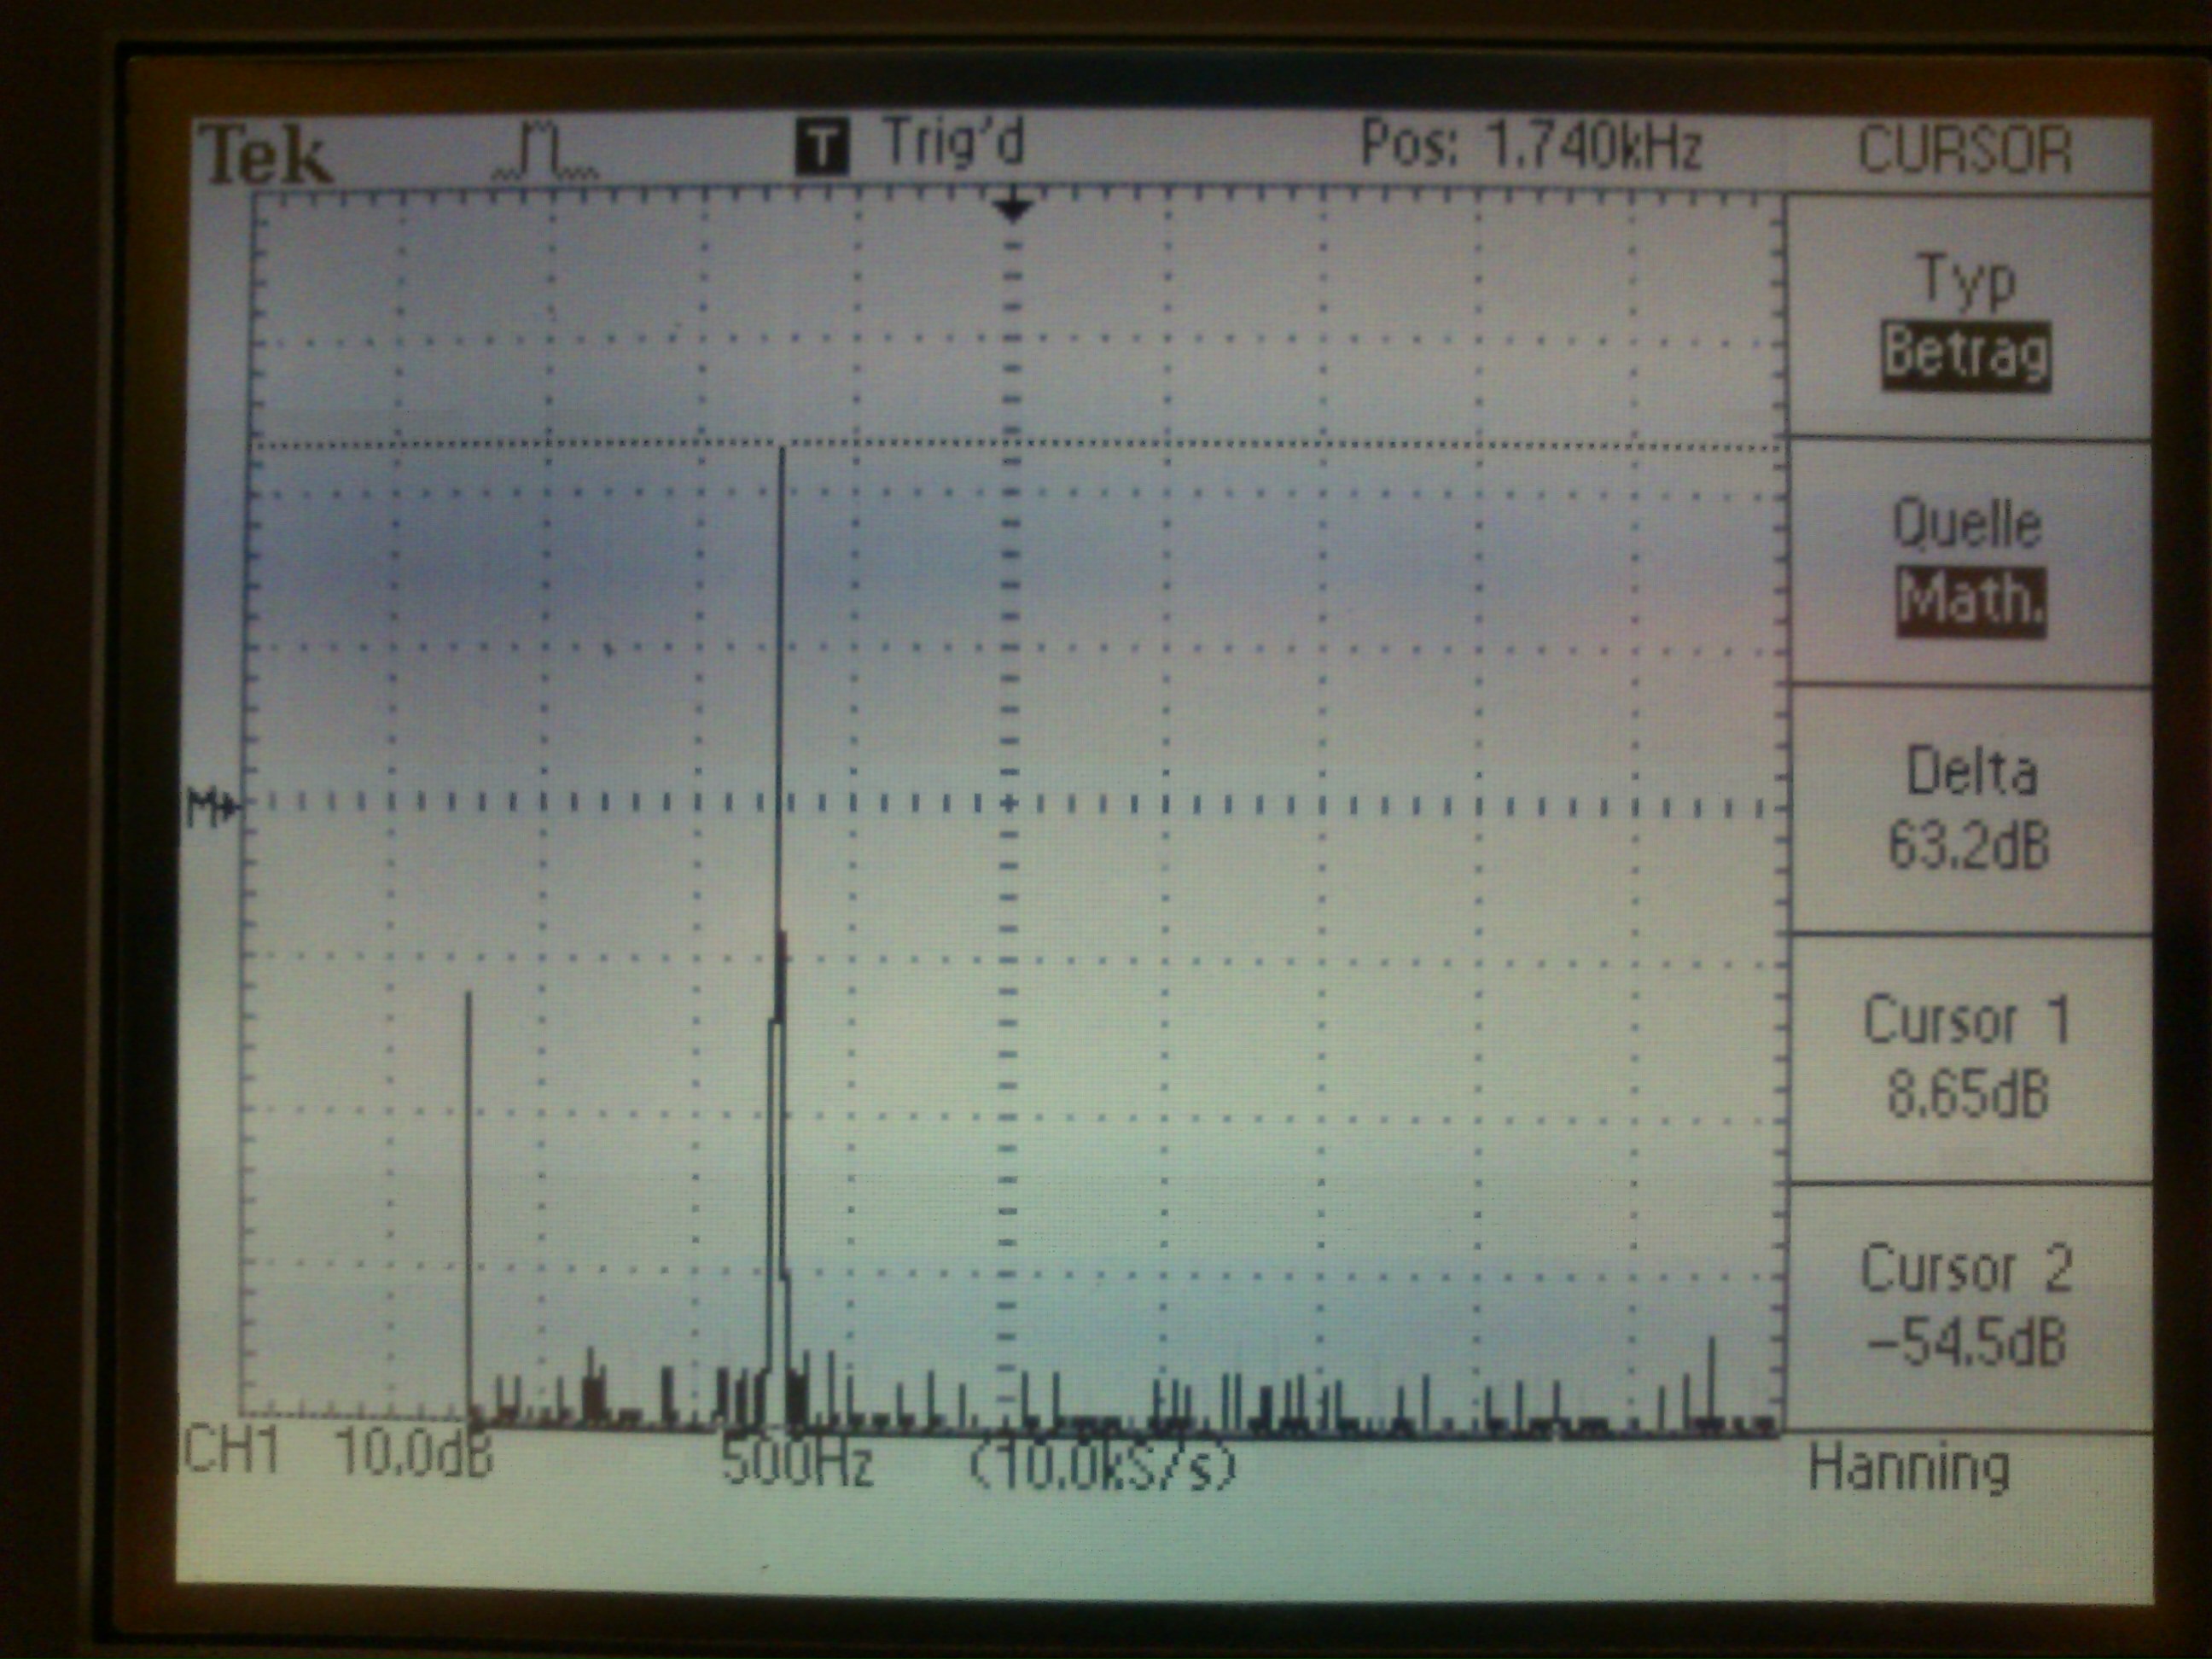 Tek T Trig'd Pos: 1.740kHz CURSOR
Typ
Betrag
Quelle
Math.
M
Delta
63.2dB
Cursor 1
8.65dB
Cursor 2
-54.5dB
CH1 10.0dB 500Hz (10.0kS/s) Hanning